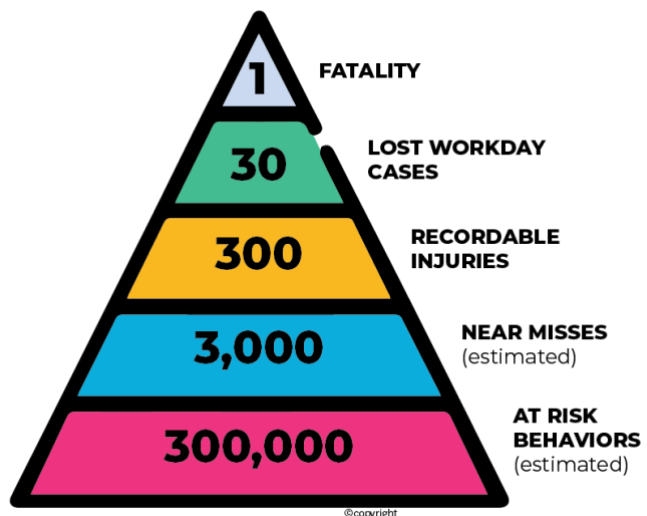 1
FATALITY
30
LOST WORKDAY
CASES
300
RECORDABLE
INJURIES
3,000
NEAR MISSES
(estimated)
300,000
AT RISK
BEHAVIORS
(estimated)
©copyright